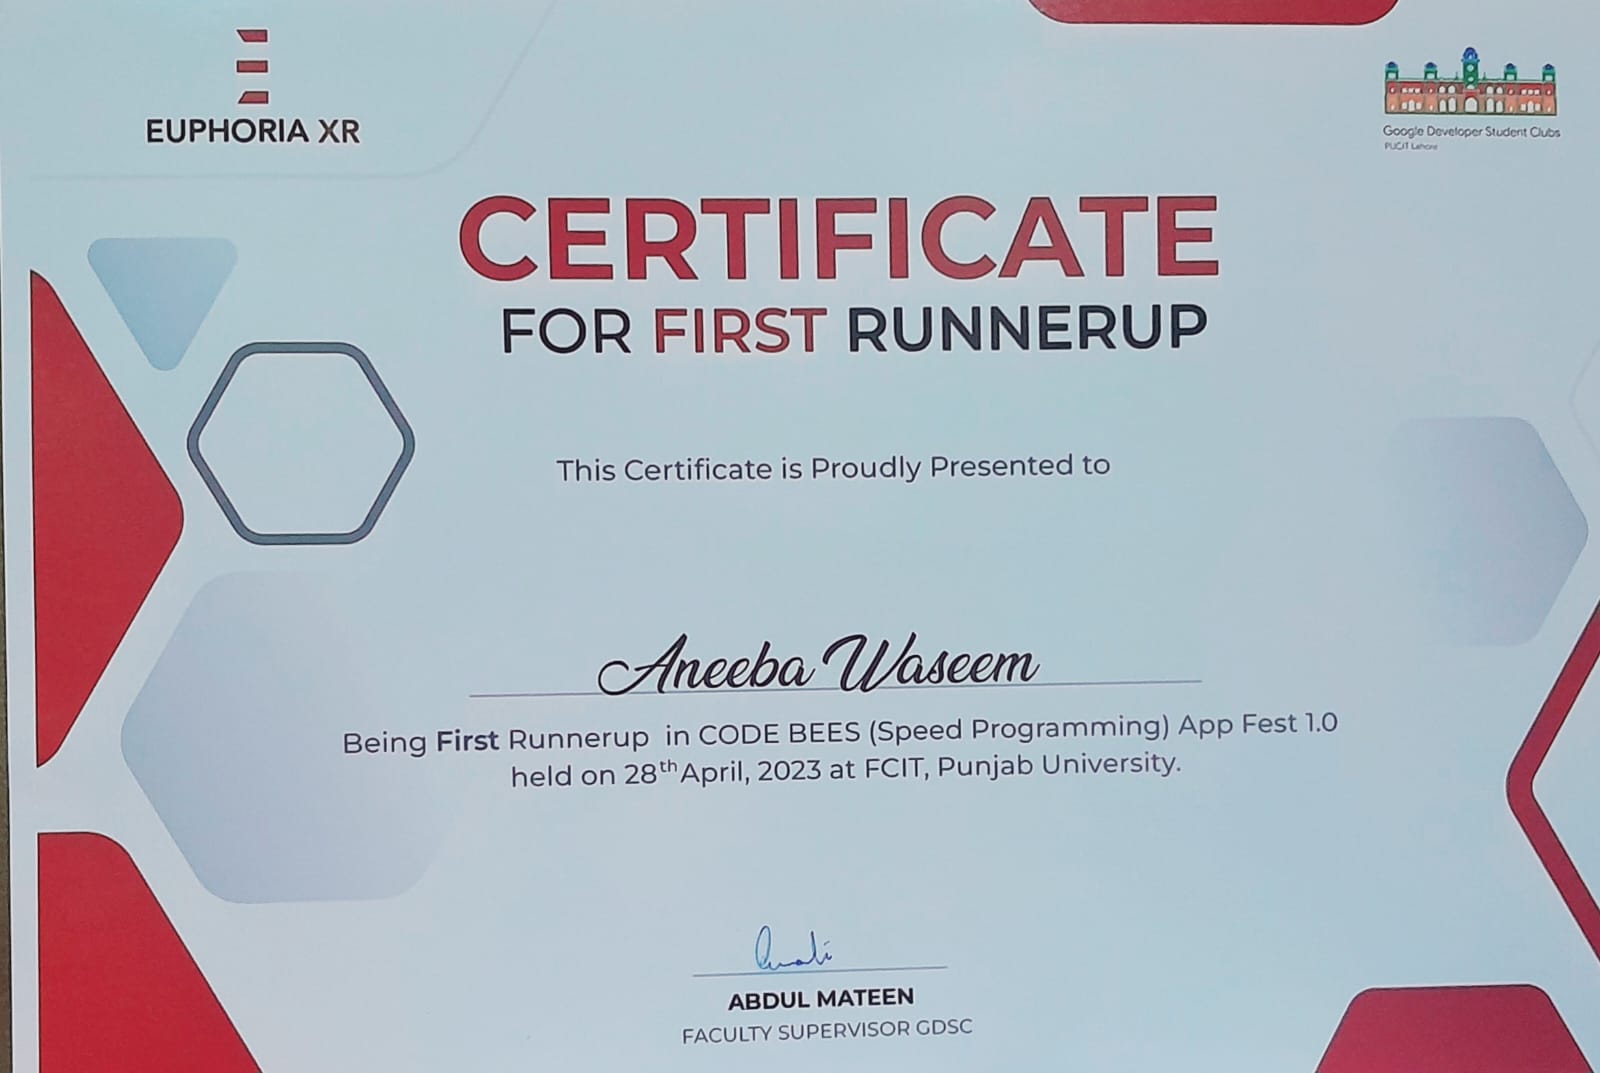 EUPHORIA XR
Google Developer Student Clubs
PUCIT Lahore
CERTIFICATE
FOR FIRST RUNNERUP
This Certificate is Proudly Presented to
Aneeba Waseem
Being First Runnerup in CODE BEES (Speed Programming) App Fest 1.0
held on 28th April, 2023 at FCIT, Punjab University.
ABDUL MATEEN
FACULTY SUPERVISOR GDSC